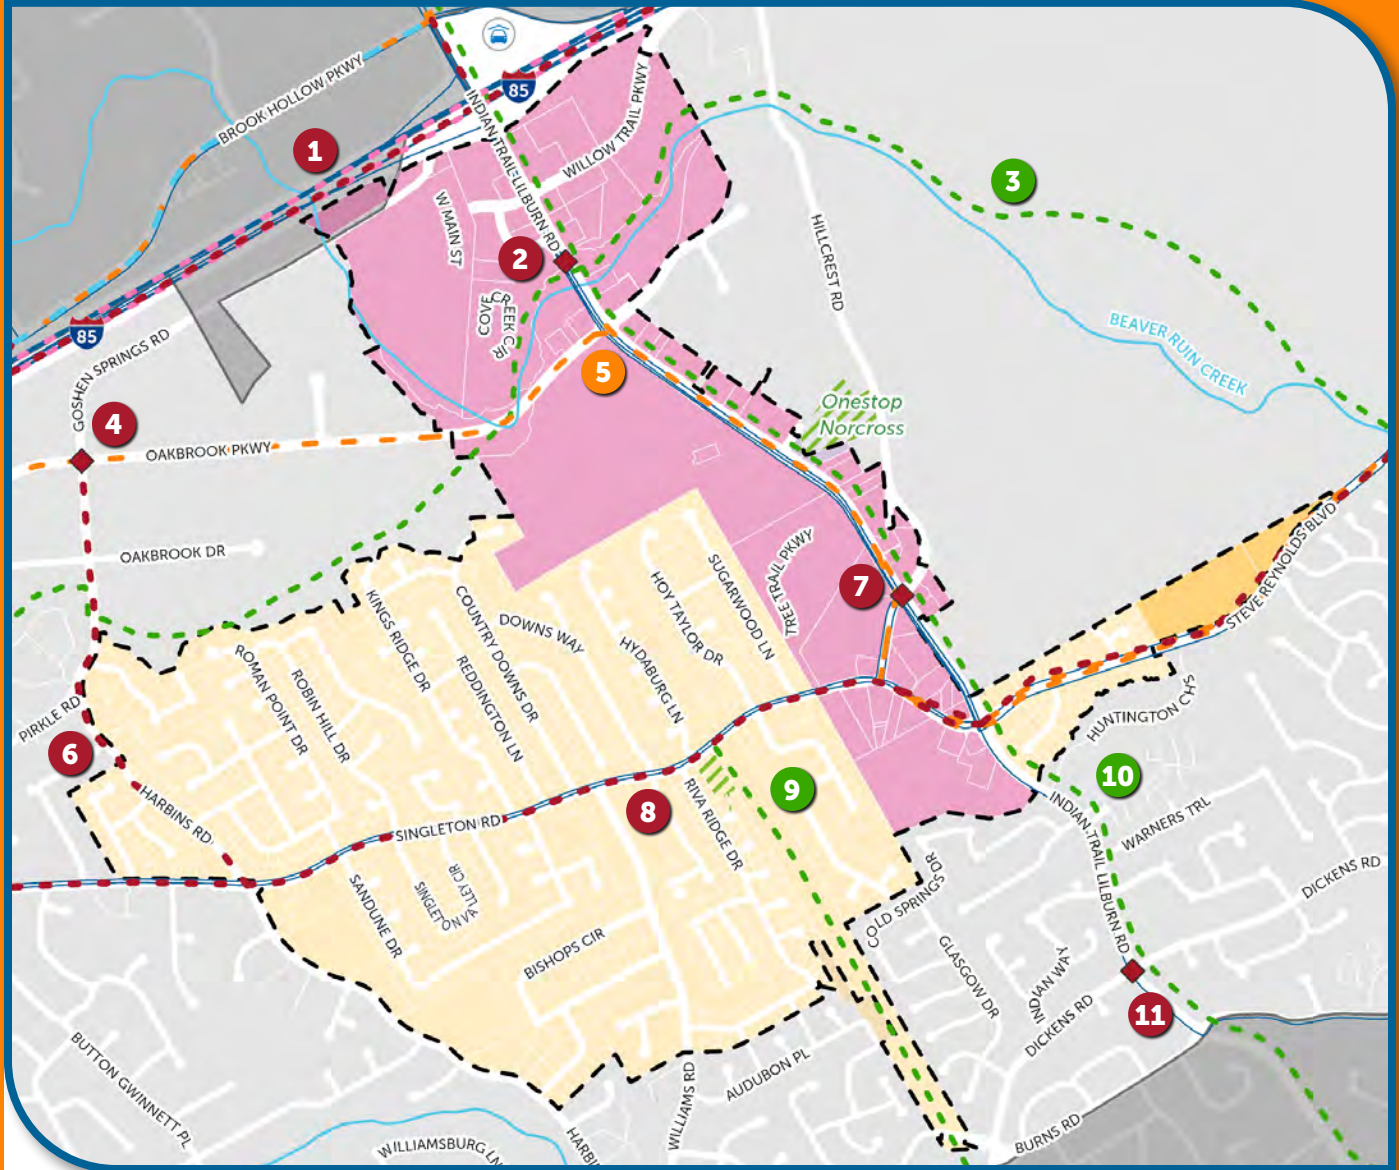 85
BROOK HOLLOW PKWY
1
INDIAN TRAIL-LILBURN RD
WILLOW TRAIL PKWY
3
W MAIN ST
2
HILLCREST RD
COVE
CREEK CIR
85
GOSHEN SPRINGS RD
BEAVER RUIN CREEK
5
Onestop
Norcross
4
OAKBROOK PKWY
OAKBROOK DR
TREE TRAIL PKWY
SUGARWOOD LN
7
STEVE REYNOLDS BLVD
HOY TAYLOR DR
KINGS RIDGE DR
COUNTRY DOWNS DR
DOWNS WAY
HYDABURG LN
REDDINGTON LN
ROMAN POINT DR
ROBIN HILL DR
PIRKLE RD
HUNTINGTON CHS
6
10
9
8
HARBINS RD
SINGLETON RD
RIVA RIDGE DR
INDIAN TRAIL LILBURN RD
WARNERS TRL
DICKENS RD
SANDUNE DR
SINGLETON VALLEY CIR
COLD SPRINGS DR
BISHOPS CIR
GLASGOW DR
INDIAN WAY
DICKENS RD
11
BUTTON GWINNETT PL
AUDUBON PL
WILLIAMS RD
BURNS RD
WILLIAMSBURG LN
HARBI